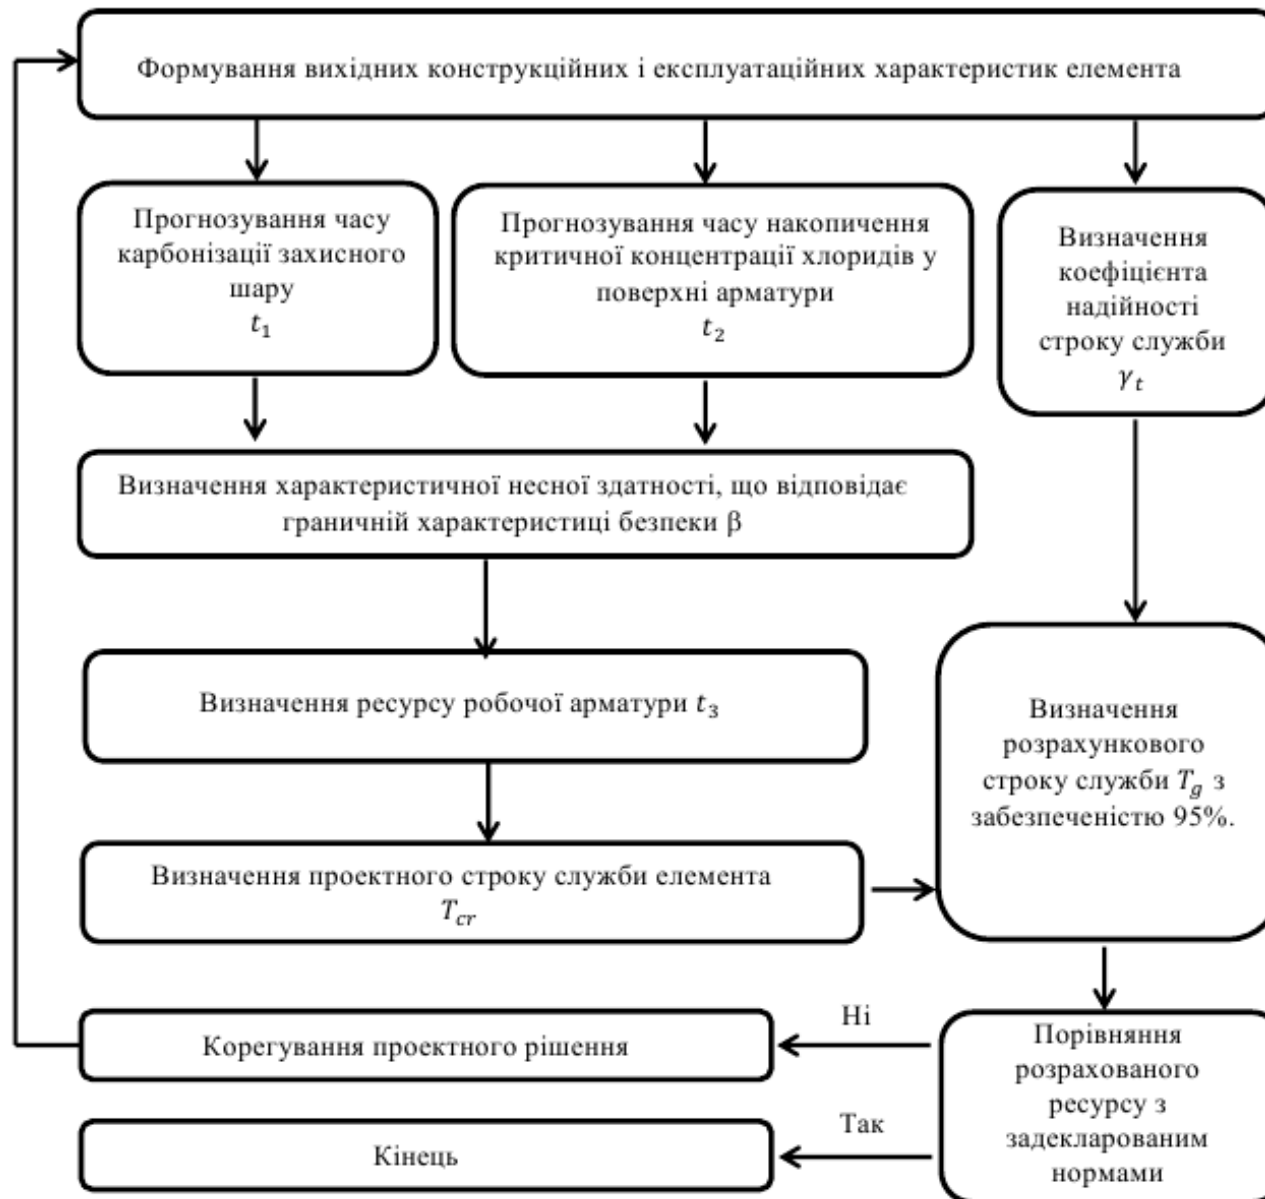 Формування вихідних конструкційних і експлуатаційних характеристик елемента
Прогнозування часу
карбонізації захисного
шару
t₁
Прогнозування часу накопичення
критичної концентрації хлоридів у
поверхні арматури
t₂
Визначення
коефіцієнта
надійності
строку служби
γₜ
Визначення характеристичної несної здатності, що відповідає
граничній характеристиці безпеки β
Визначення ресурсу робочої арматури t₃
Визначення проектного строку служби елемента
T_cr
Визначення
розрахункового
строку служби T_g з
забезпеченістю 95%.
Ні
Корегування проектного рішення
Порівняння
розрахованого
ресурсу з
задекларованим
нормами
Так
Кінець